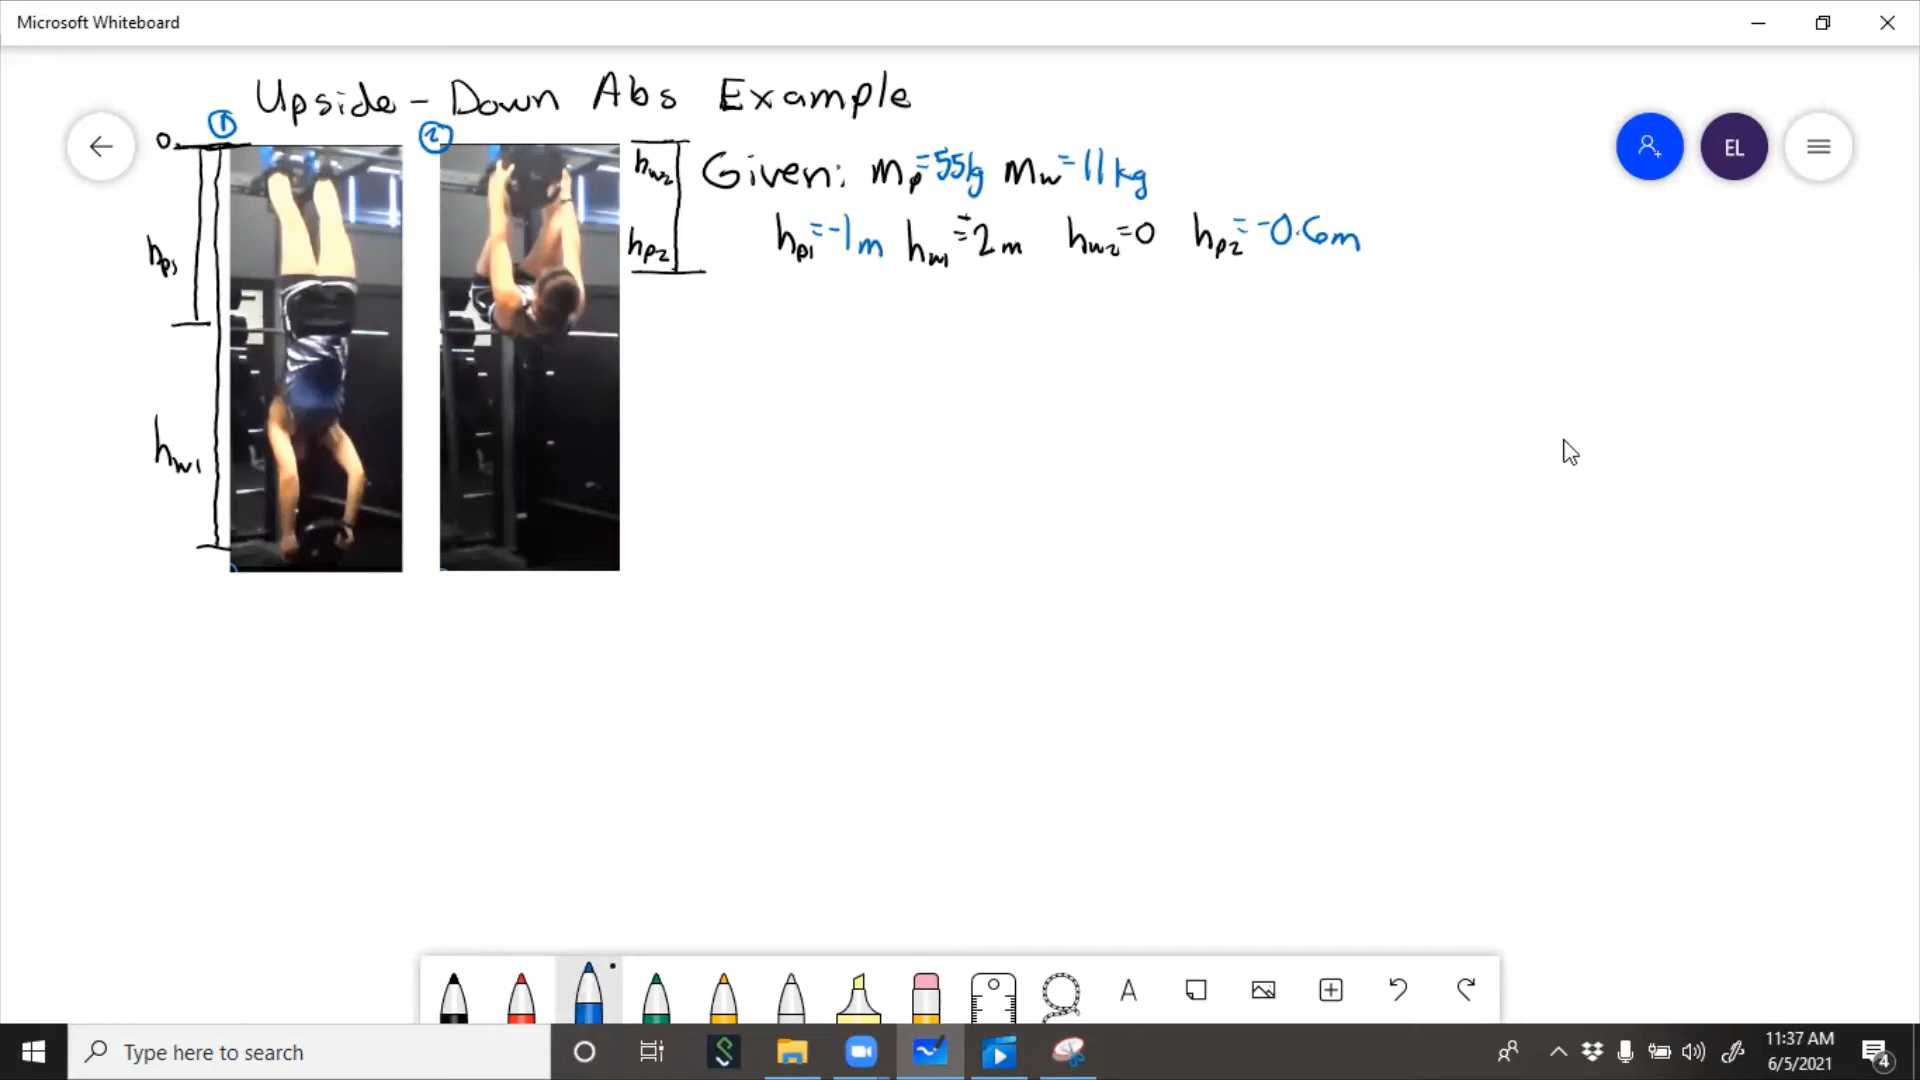 Microsoft Whiteboard
Upside-Down Abs Example
① ②
0
EL
Given: mp=55kg mw=11kg
hp1=-1m hw1=-2m hw2=0 hp2=-0.6m
hw2
hp2
hp1
hw1
A
Type here to search
11:37 AM
6/5/2021
4